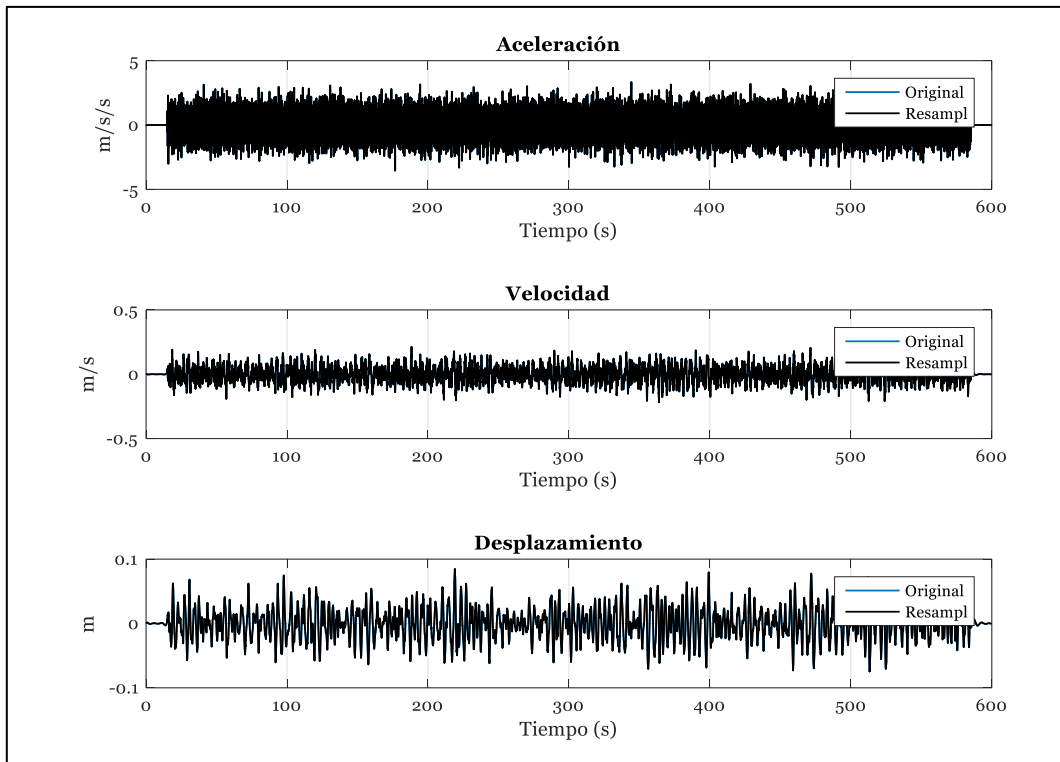 Aceleración
5
0
-5
m/s/s
Original
Resampl
0 100 200 300 400 500 600
Tiempo (s)
Velocidad
0.5
0
-0.5
m/s
Original
Resampl
0 100 200 300 400 500 600
Tiempo (s)
Desplazamiento
0.1
0
-0.1
m
Original
Resampl
0 100 200 300 400 500 600
Tiempo (s)